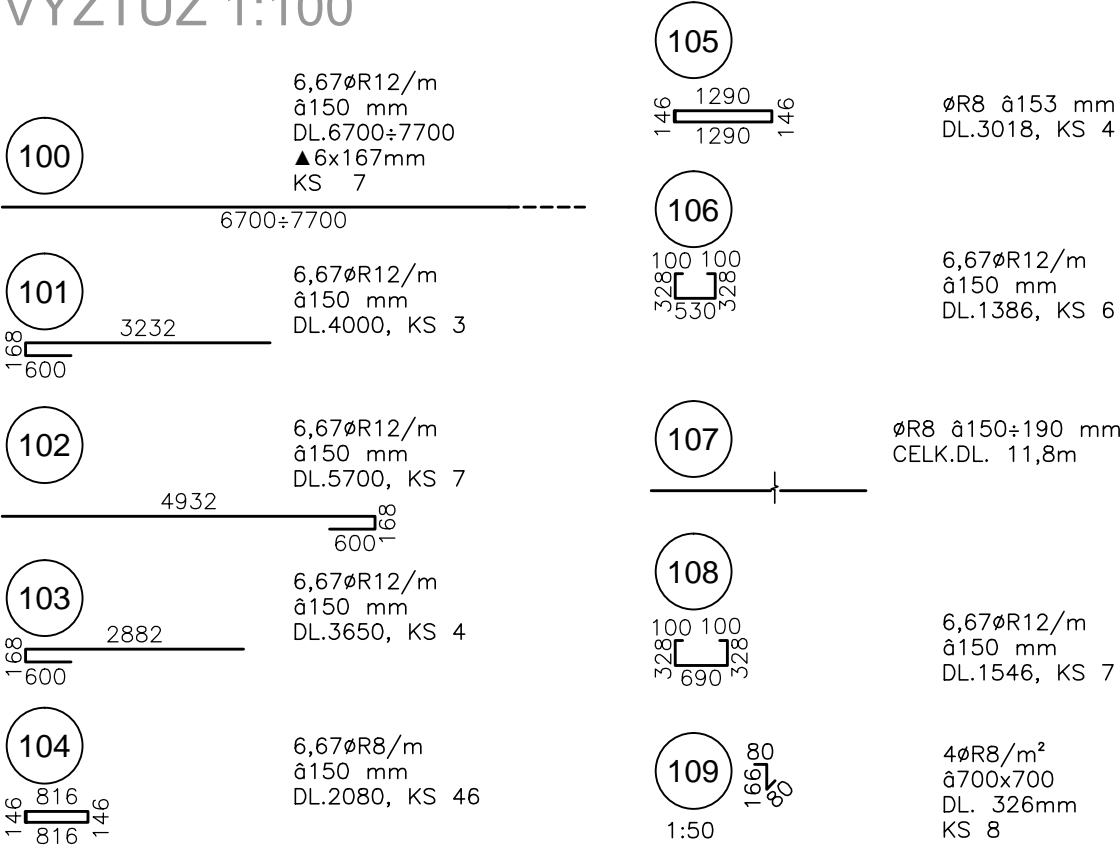 VÝZTUŽ 1:100
100
6,67øR12/m
â150 mm
DL.6700÷7700
▲6x167mm
KS 7
6700÷7700
101
6,67øR12/m
â150 mm
DL.4000, KS 3
3232
168
600
102
6,67øR12/m
â150 mm
DL.5700, KS 7
4932
168
600
103
6,67øR12/m
â150 mm
DL.3650, KS 4
2882
168
600
104
6,67øR8/m
â150 mm
DL.2080, KS 46
816
146
146
816
105
1290
146
146
1290
øR8 â153 mm
DL.3018, KS 4
106
100 100
328
328
530
6,67øR12/m
â150 mm
DL.1386, KS 6
107
øR8 â150÷190 mm
CELK.DL. 11,8m
108
100 100
328
328
690
6,67øR12/m
â150 mm
DL.1546, KS 7
109
80
166
80
1:50
4øR8/m²
â700x700
DL. 326mm
KS 8